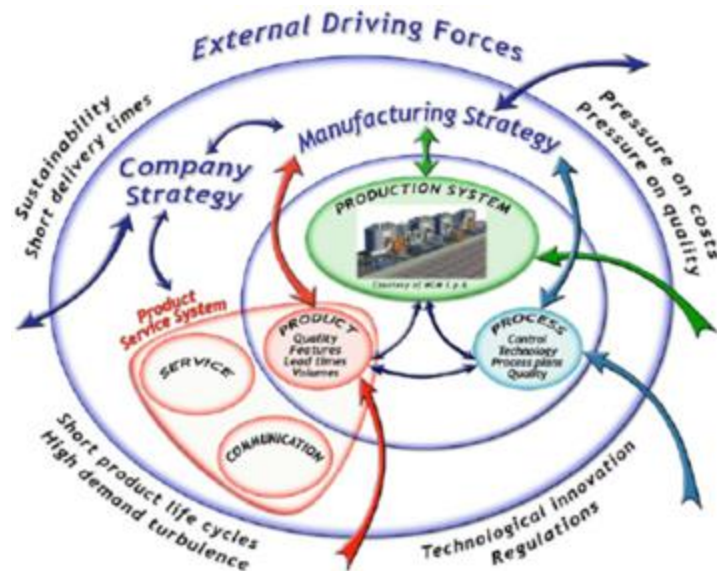 External Driving Forces
Sustainability
Short delivery times
Pressure on costs
pressure on quality
Manufacturing Strategy
Company
Strategy
PRODUCTION SYSTEM
Courtesy of MCM S.p.A.
Product
Service System
SERVICE
COMMUNICATION
PRODUCT
Quality
Features
Lead times
Volumes
PROCESS
Control
Technology
Process plans
Quality
Short product life cycles
High demand turbulence
Technological innovation
Regulations